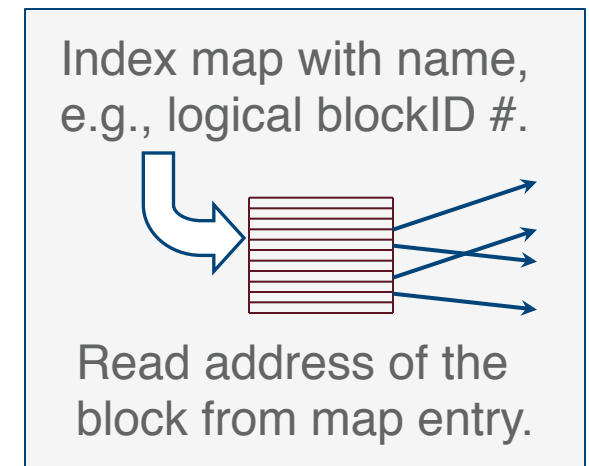 Index map with name,
e.g., logical blockID #.
Read address of the
block from map entry.